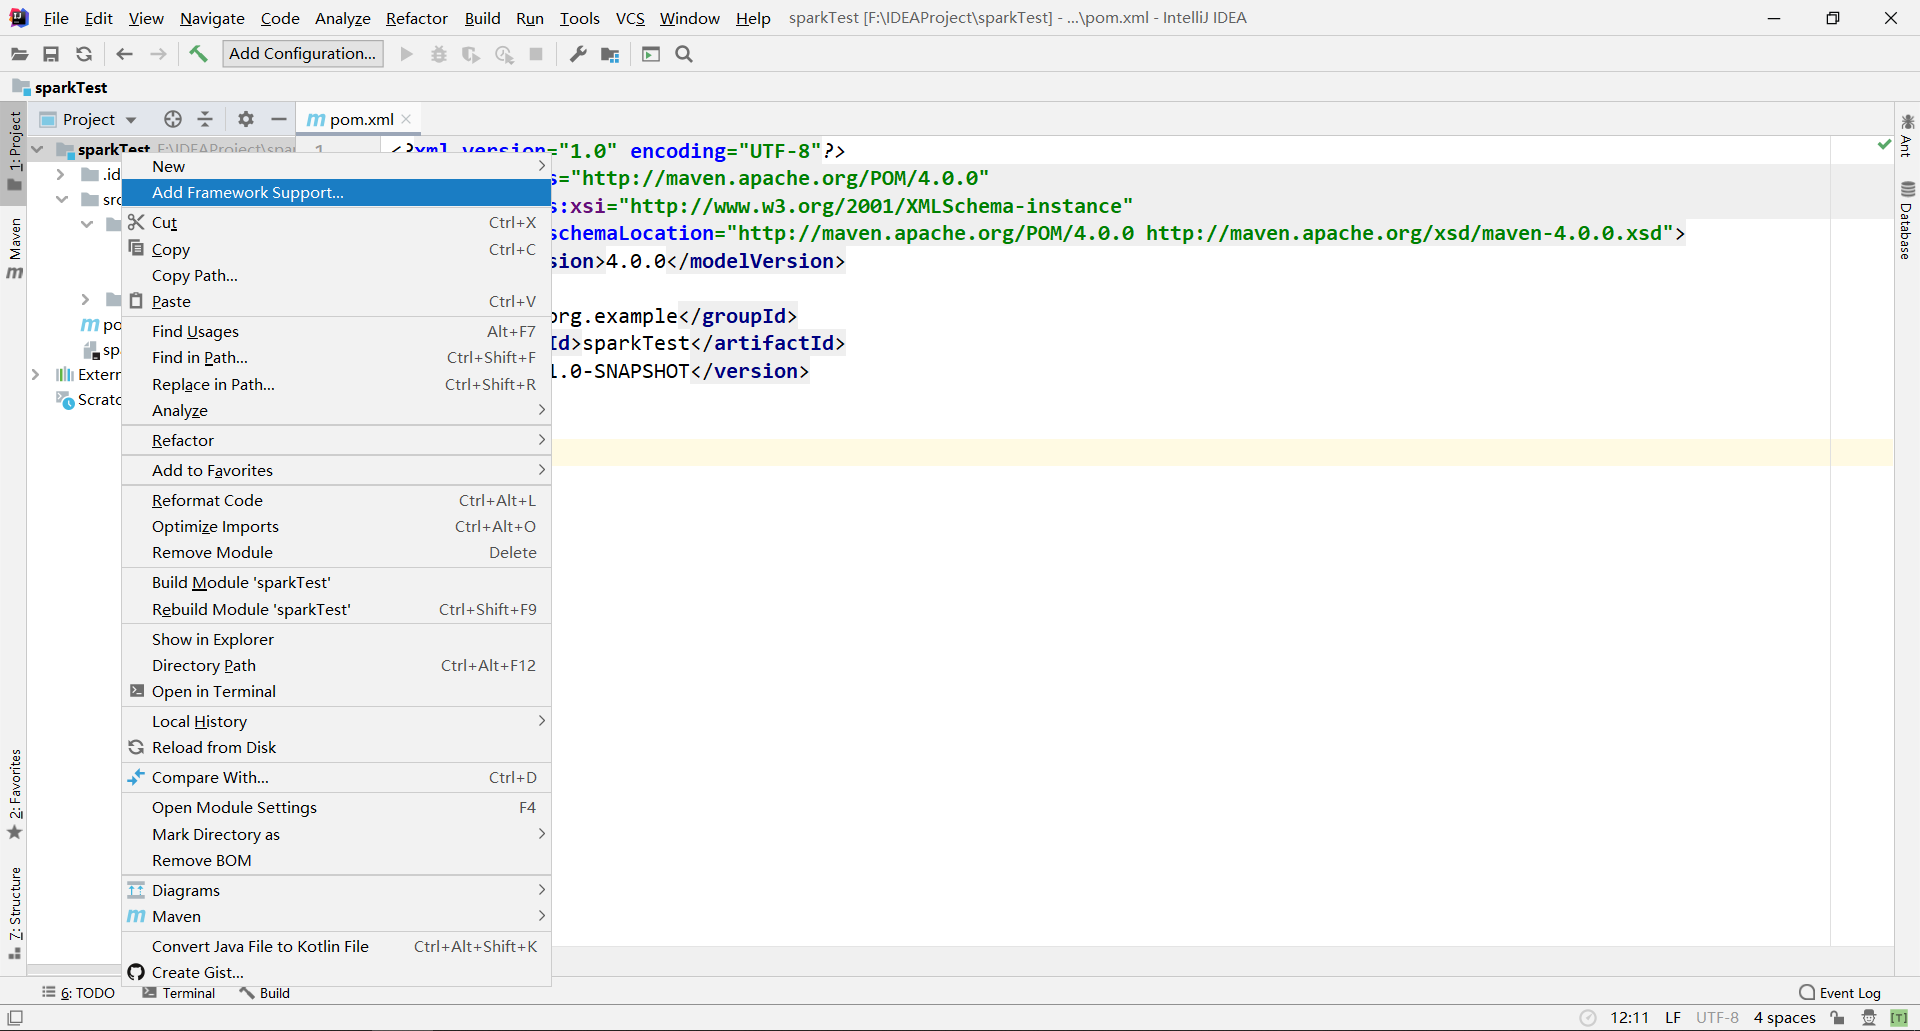 File Edit View Navigate Code Analyze Refactor Build Run Tools VCS Window Help sparkTest [F:\IDEAProject\sparkTest] - ...\pom.xml - IntelliJ IDEA
Add Configuration...
sparkTest
Project
pom.xml
1: Project
Maven
2: Favorites
7: Structure
Ant
Database
sparkTest F:\IDEAProject\spar
.id
src
po
sp
Extern
Scratc
New
Add Framework Support...
Cut Ctrl+X
Copy Ctrl+C
Copy Path...
Paste Ctrl+V
Find Usages Alt+F7
Find in Path... Ctrl+Shift+F
Replace in Path... Ctrl+Shift+R
Analyze
Refactor
Add to Favorites
Reformat Code Ctrl+Alt+L
Optimize Imports Ctrl+Alt+O
Remove Module Delete
Build Module 'sparkTest'
Rebuild Module 'sparkTest' Ctrl+Shift+F9
Show in Explorer
Directory Path Ctrl+Alt+F12
Open in Terminal
Local History
Reload from Disk
Compare With... Ctrl+D
Open Module Settings F4
Mark Directory as
Remove BOM
Diagrams
Maven
Convert Java File to Kotlin File Ctrl+Alt+Shift+K
Create Gist...
1 <?xml version="1.0" encoding="UTF-8"?>
s="http://maven.apache.org/POM/4.0.0"
s:xsi="http://www.w3.org/2001/XMLSchema-instance"
schemaLocation="http://maven.apache.org/POM/4.0.0 http://maven.apache.org/xsd/maven-4.0.0.xsd">
sion>4.0.0</modelVersion>
org.example</groupId>
Id>sparkTest</artifactId>
1.0-SNAPSHOT</version>
6: TODO Terminal Build Event Log
12:11 LF UTF-8 4 spaces [T]